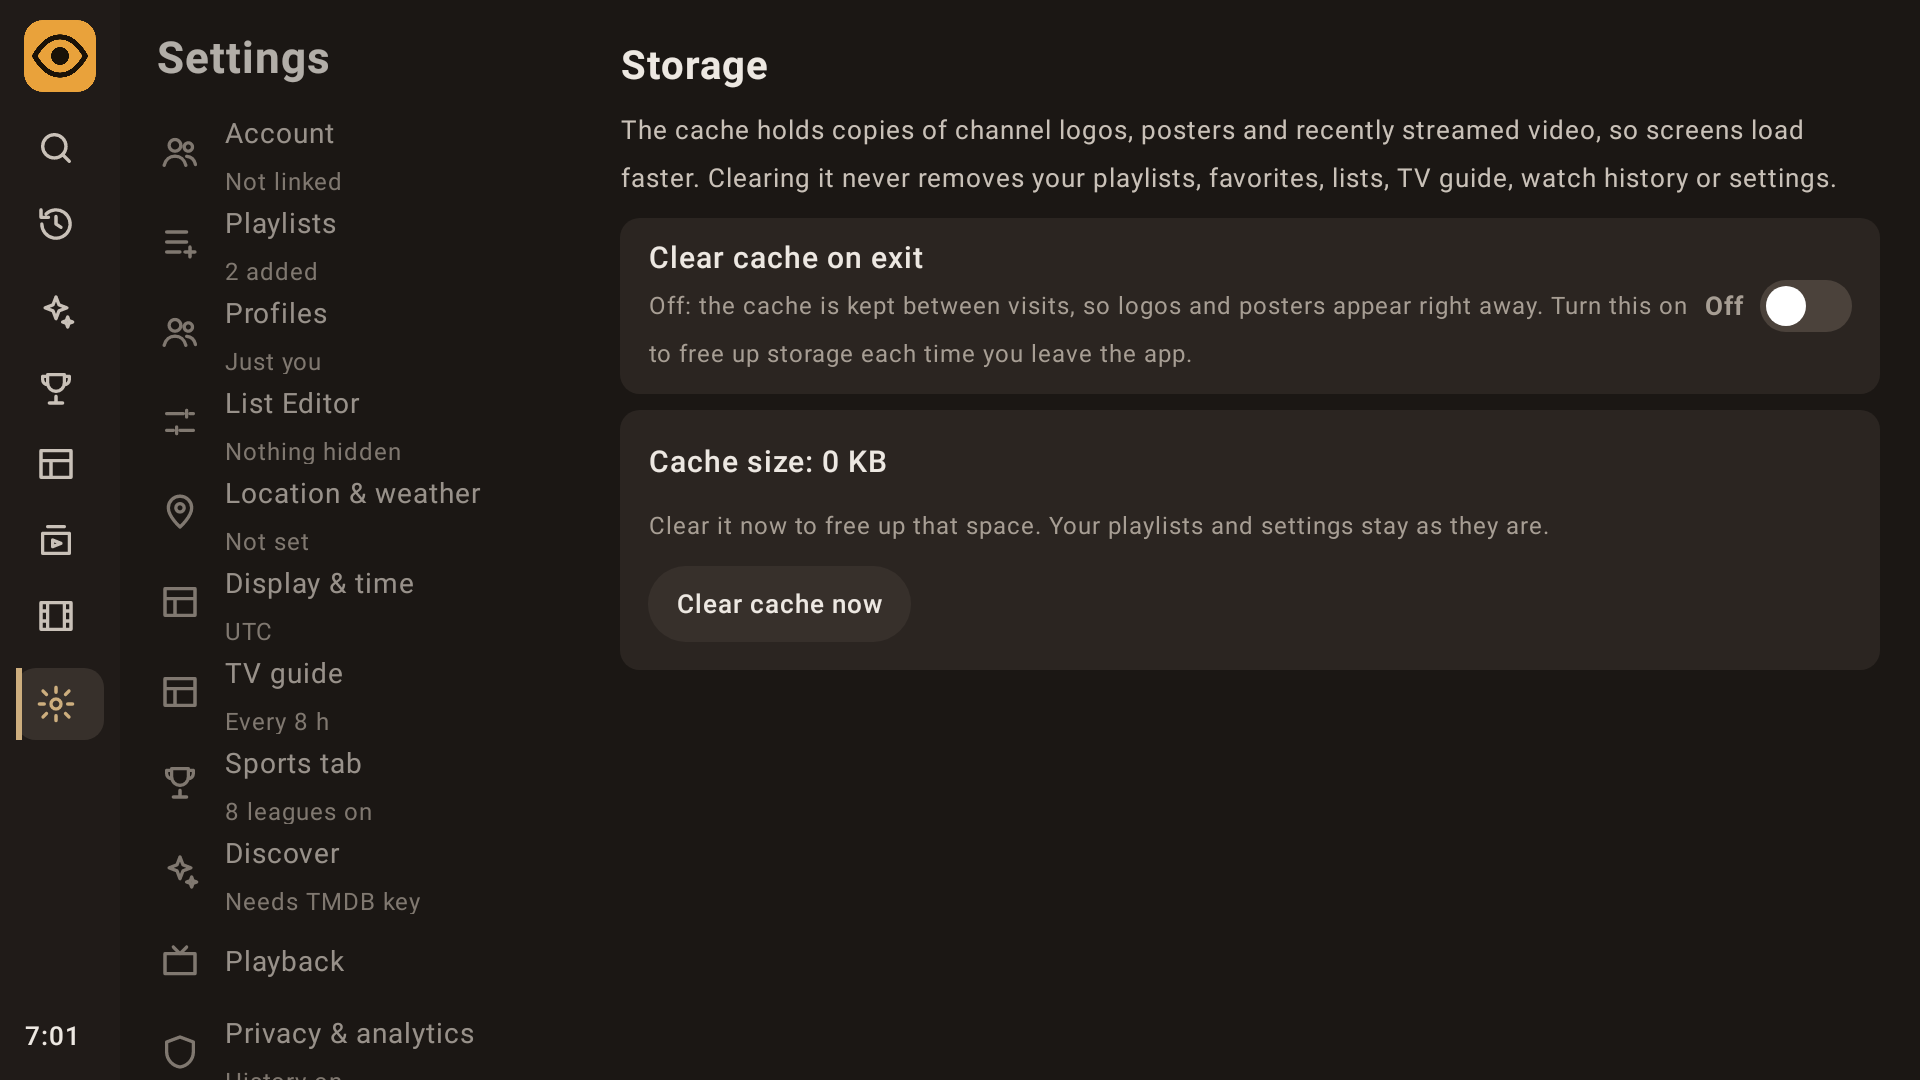 Settings
Account
Not linked
Playlists
2 added
Profiles
Just you
List Editor
Nothing hidden
Location & weather
Not set
Display & time
UTC
TV guide
Every 8 h
Sports tab
8 leagues on
Discover
Needs TMDB key
Playback
Privacy & analytics
History on
7:01
Storage
The cache holds copies of channel logos, posters and recently streamed video, so screens load
faster. Clearing it never removes your playlists, favorites, lists, TV guide, watch history or settings.
Clear cache on exit
Off: the cache is kept between visits, so logos and posters appear right away. Turn this on
to free up storage each time you leave the app.
Off
Cache size: 0 KB
Clear it now to free up that space. Your playlists and settings stay as they are.
Clear cache now